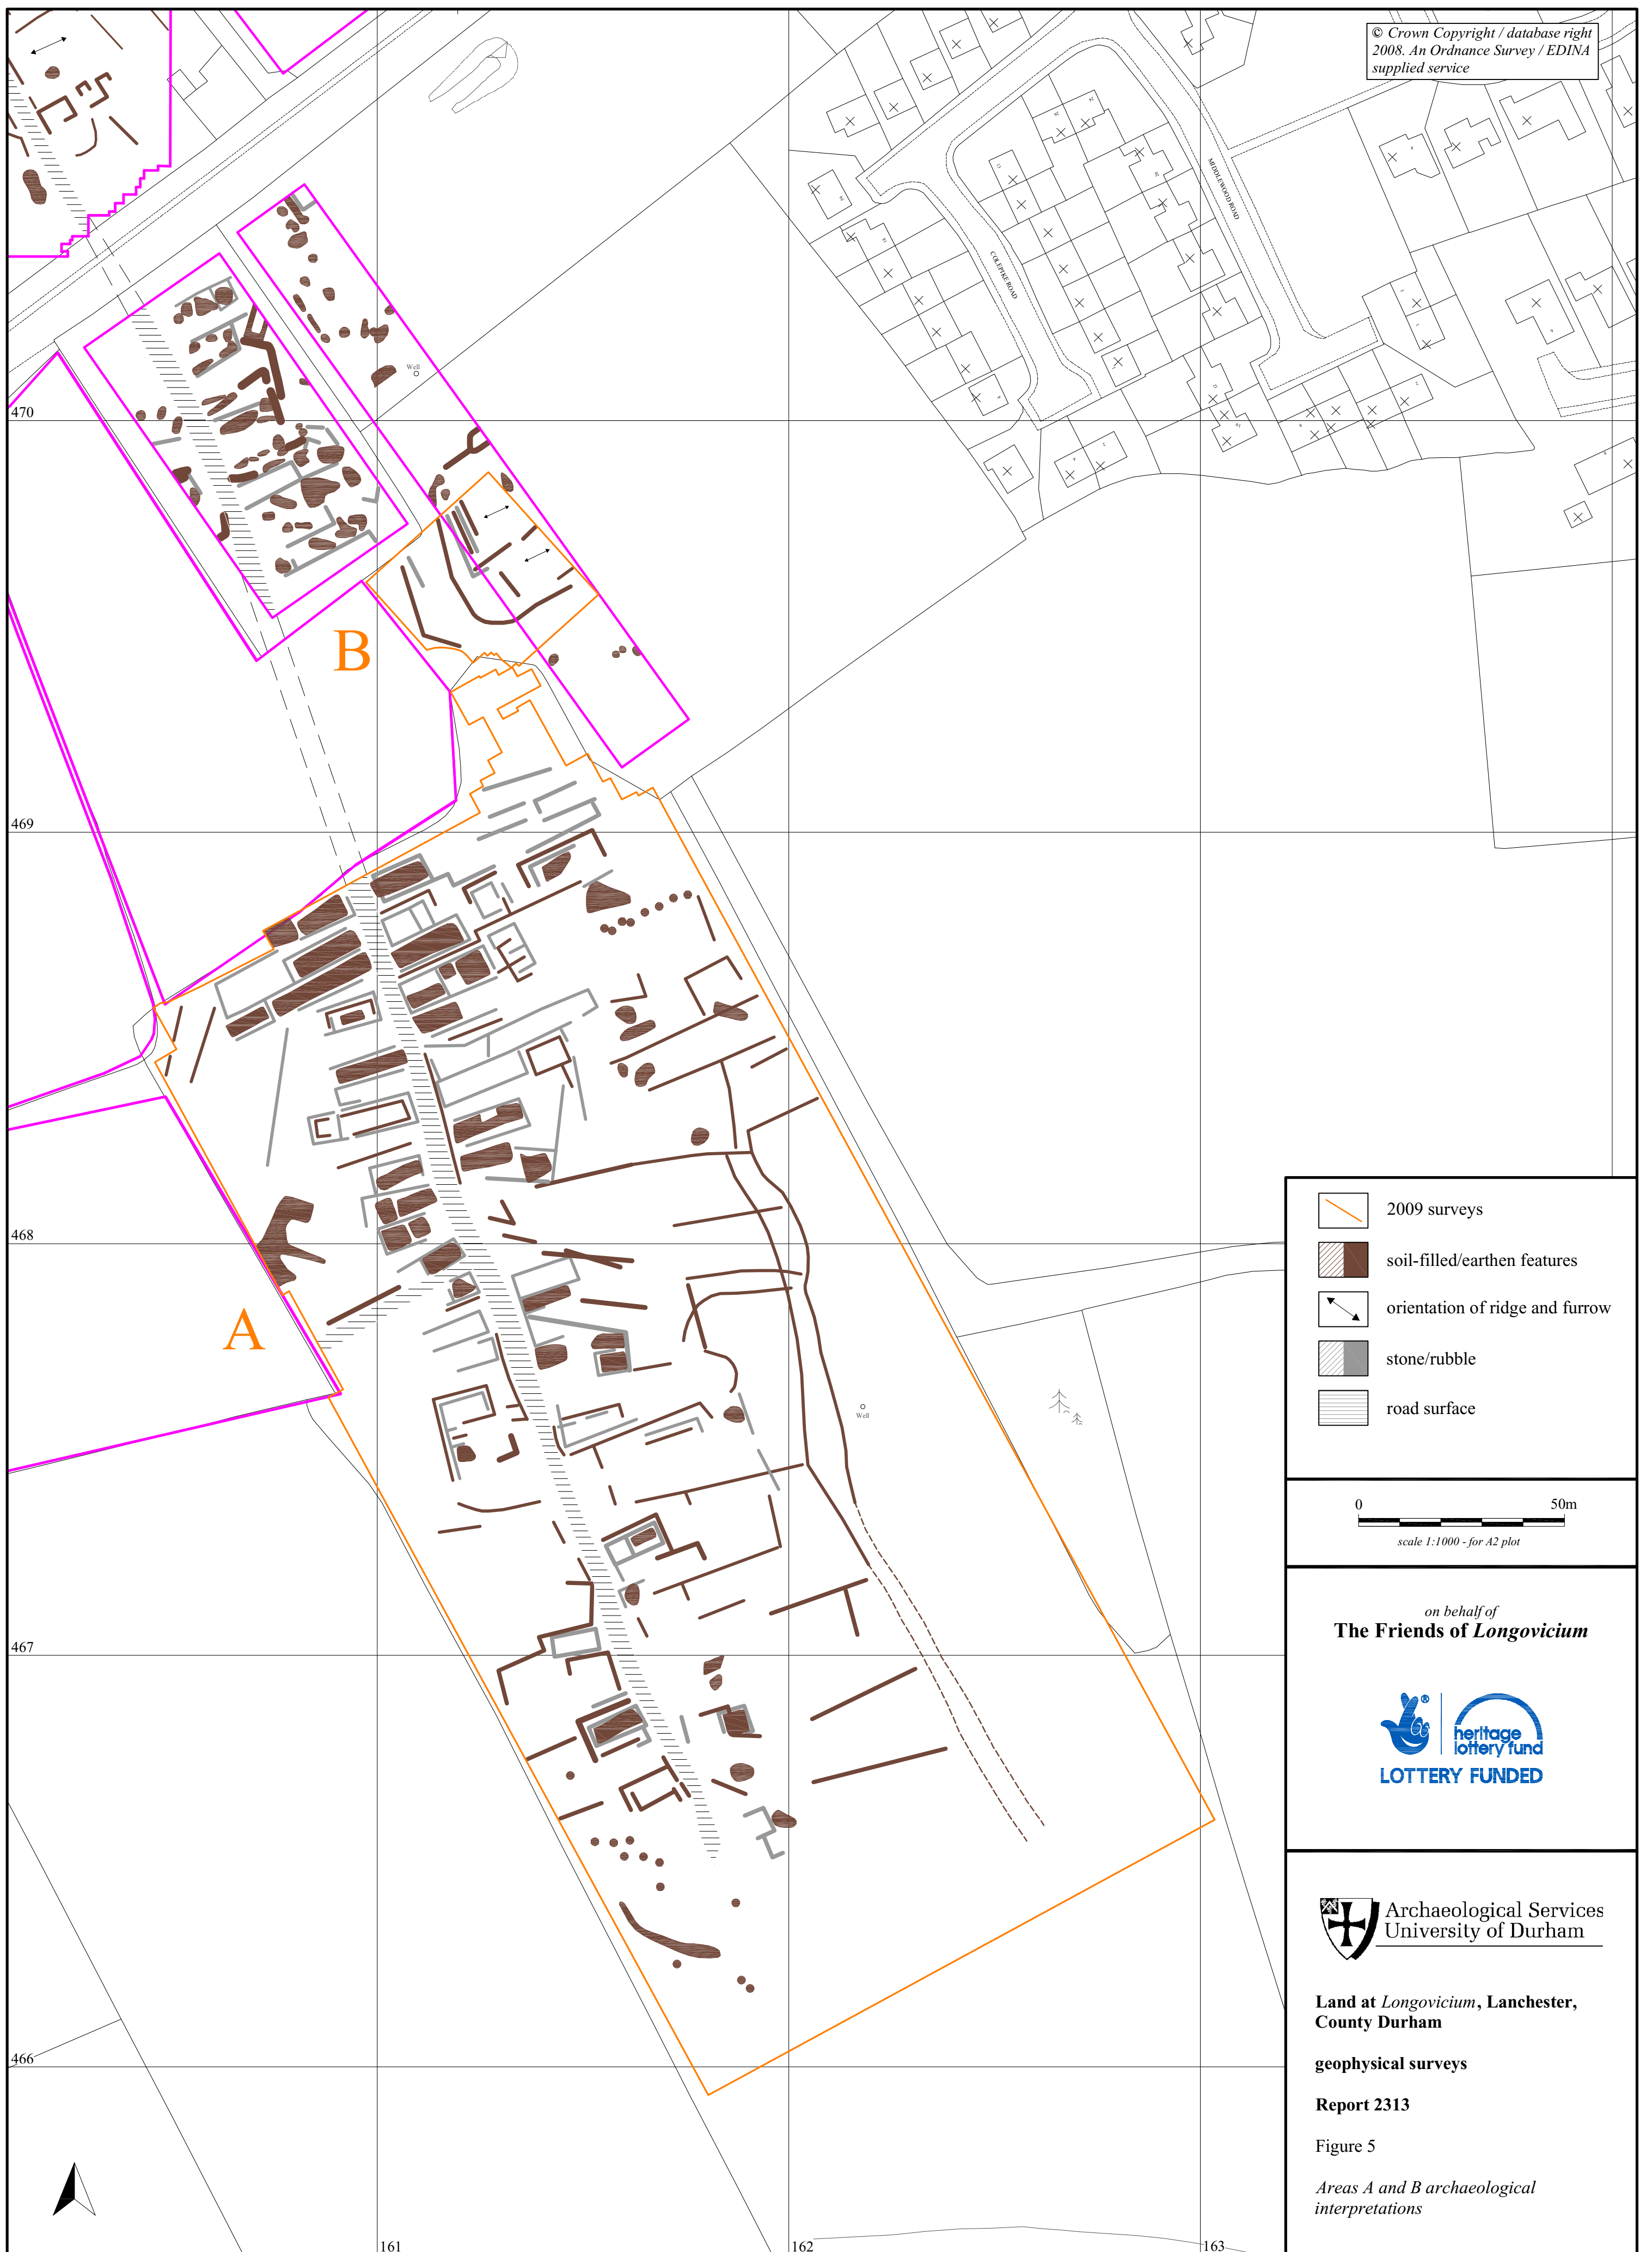 © Crown Copyright / database right
2008. An Ordnance Survey / EDINA
supplied service
MIDDLEWOOD ROAD
COLEPIKE ROAD
Well
470
B
469
468
A
Well
467
466
161
162
163
2009 surveys
soil-filled/earthen features
orientation of ridge and furrow
stone/rubble
road surface
0 50m
scale 1:1000 - for A2 plot
on behalf of
The Friends of Longovicium
®
heritage
lottery fund
LOTTERY FUNDED
Archaeological Services
University of Durham
Land at Longovicium, Lanchester,
County Durham
geophysical surveys
Report 2313
Figure 5
Areas A and B archaeological
interpretations